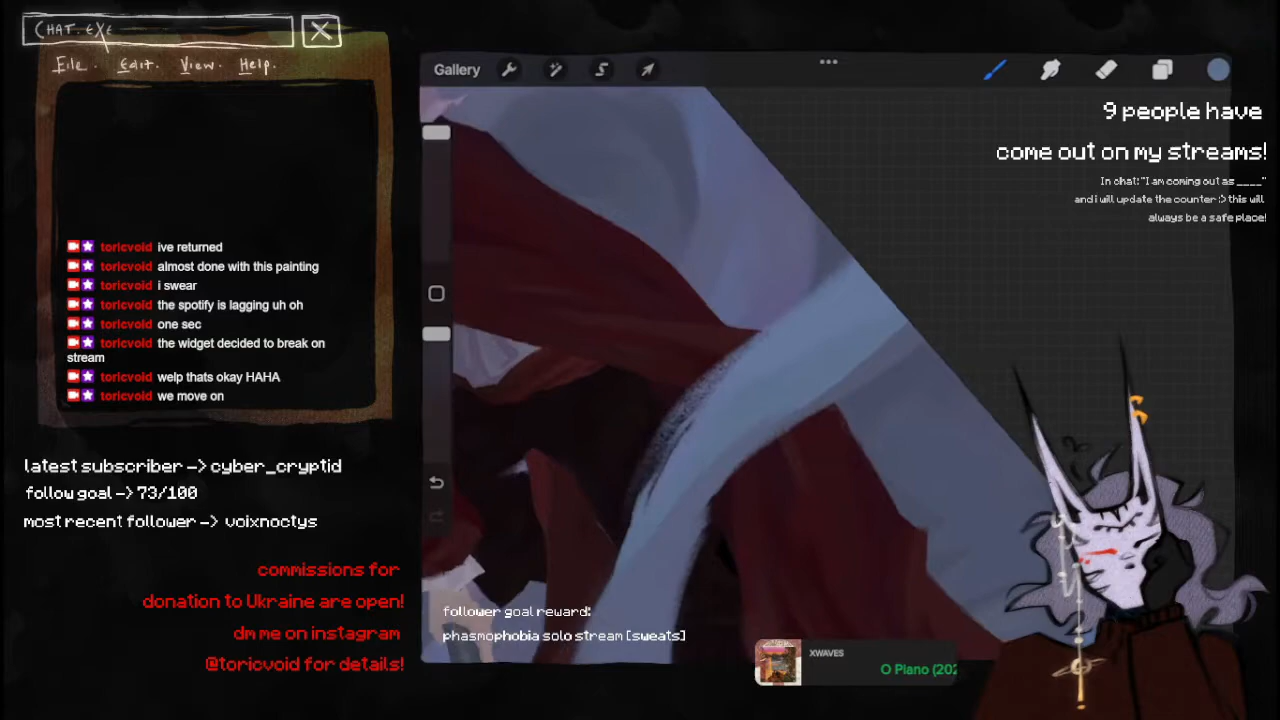 CHAT.EXE
X
File. Edit. View. Help.
toricvoid ive returned
toricvoid almost done with this painting
toricvoid i swear
toricvoid the spotify is lagging uh oh
toricvoid one sec
toricvoid the widget decided to break on
stream
toricvoid welp thats okay HAHA
toricvoid we move on
latest subscriber -> cyber_cryptid
follow goal -> 73/100
most recent follower -> voixnoctys
commissions for
donation to Ukraine are open!
dm me on instagram
@toricvoid for details!
Gallery
9 people have
come out on my streams!
In chat: "I am coming out as ____"
and i will update the counter :> this will
always be a safe place!
follower goal reward:
phasmophobia solo stream [sweats]
XWAVES
O Piano (202